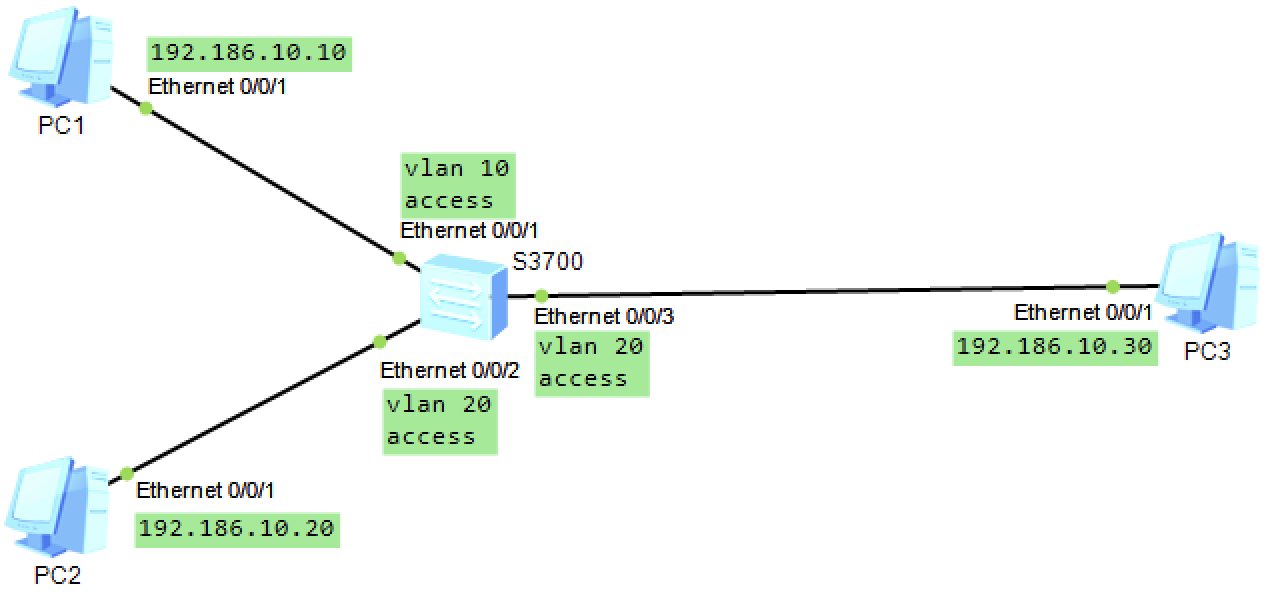 192.186.10.10
Ethernet 0/0/1
PC1
vlan 10
access
Ethernet 0/0/1
S3700
Ethernet 0/0/3
vlan 20
access
Ethernet 0/0/1
192.186.10.30
PC3
Ethernet 0/0/2
vlan 20
access
Ethernet 0/0/1
192.186.10.20
PC2